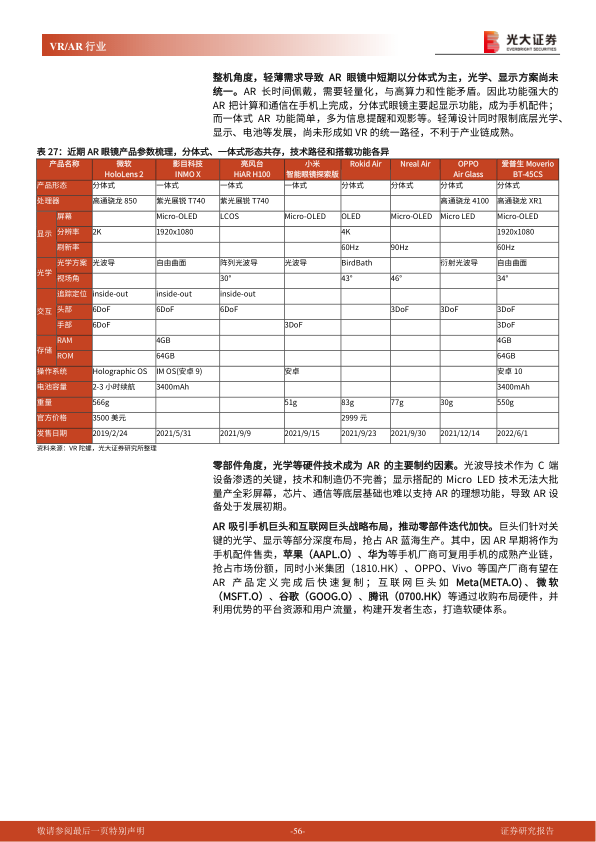 VR/AR 行业
光大证券
EVERBRIGHT SECURITIES
整机角度，轻薄需求导致 AR 眼镜中短期以分体式为主，光学、显示方案尚未
统一。AR 长时间佩戴，需要轻量化，与高算力和性能矛盾。因此功能强大的
AR 把计算和通信在手机上完成，分体式眼镜主要起显示功能，成为手机配件；
而一体式 AR 功能简单，多为信息提醒和观影等。轻薄设计同时限制底层光学、
显示、电池等发展，尚未形成如 VR 的统一路径，不利于产业链成熟。
表 27：近期 AR 眼镜产品参数梳理，分体式、一体式形态共存，技术路径和搭载功能各异
产品名称 微软 HoloLens 2 影目科技 INMO X 亮风台 HiAR H100 小米 智能眼镜探索版 Rokid Air Nreal Air OPPO Air Glass 爱普生 Moverio BT-45CS
产品形态 分体式 一体式 一体式 一体式 分体式 分体式 分体式 分体式
处理器 高通骁龙 850 紫光展锐 T740 紫光展锐 T740 高通骁龙 4100 高通骁龙 XR1
显示 屏幕 Micro-OLED LCOS Micro-OLED OLED Micro-OLED Micro LED Micro-OLED
分辨率 2K 1920x1080 4K 1920x1080
刷新率 60Hz 90Hz 60Hz
光学 光学方案 光波导 自由曲面 阵列光波导 光波导 BirdBath 衍射光波导 自由曲面
视场角 30° 43° 46° 34°
交互 追踪定位 inside-out inside-out inside-out
头部 6DoF 6DoF 6DoF 3DoF 3DoF 3DoF
手部 6DoF 3DoF 3DoF
存储 RAM 4GB 4GB
ROM 64GB 64GB
操作系统 Holographic OS IM OS(安卓 9) 安卓 安卓 10
电池容量 2-3 小时续航 3400mAh 3400mAh
重量 566g 51g 83g 77g 30g 550g
官方价格 3500 美元 2999 元
发售日期 2019/2/24 2021/5/31 2021/9/9 2021/9/15 2021/9/23 2021/9/30 2021/12/14 2022/6/1
资料来源：VR 陀螺，光大证券研究所整理
零部件角度，光学等硬件技术成为 AR 的主要制约因素。光波导技术作为 C 端
设备渗透的关键，技术和制造仍不完善；显示搭配的 Micro LED 技术无法大批
量产全彩屏幕，芯片、通信等底层基础也难以支持 AR 的理想功能，导致 AR 设
备处于发展初期。
AR 吸引手机巨头和互联网巨头战略布局，推动零部件迭代加快。巨头们针对关
键的光学、显示等部分深度布局，抢占 AR 蓝海生产。其中，因 AR 早期将作为
手机配件售卖，苹果（AAPL.O）、华为等手机厂商可复用手机的成熟产业链，
抢占市场份额，同时小米集团（1810.HK）、OPPO、Vivo 等国产厂商有望在
AR 产品定义完成后快速复制；互联网巨头如 Meta(META.O)、微软
（MSFT.O）、谷歌（GOOG.O）、腾讯（0700.HK）等通过收购布局硬件，并
利用优势的平台资源和用户流量，构建开发者生态，打造软硬体系。
敬请参阅最后一页特别声明 -56- 证券研究报告